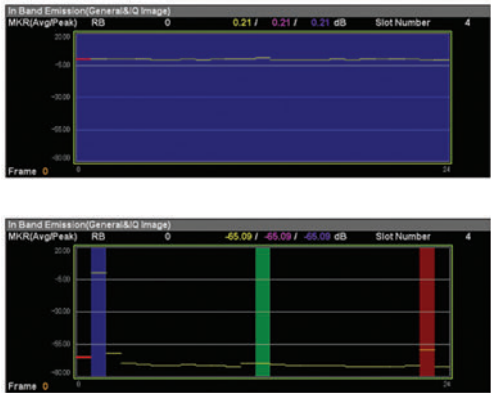 In Band Emission(General&IQ Image)
MKR(Avg/Peak) RB 0 0.21 / 0.21 / 0.21 dB Slot Number 4
20.00
-5.00
-30.00
-55.00
-80.00
0 24
Frame 0
In Band Emission(General&IQ Image)
MKR(Avg/Peak) RB 0 -65.09 / -65.09 / -65.09 dB Slot Number 4
20.00
-5.00
-30.00
-55.00
-80.00
0 24
Frame 0